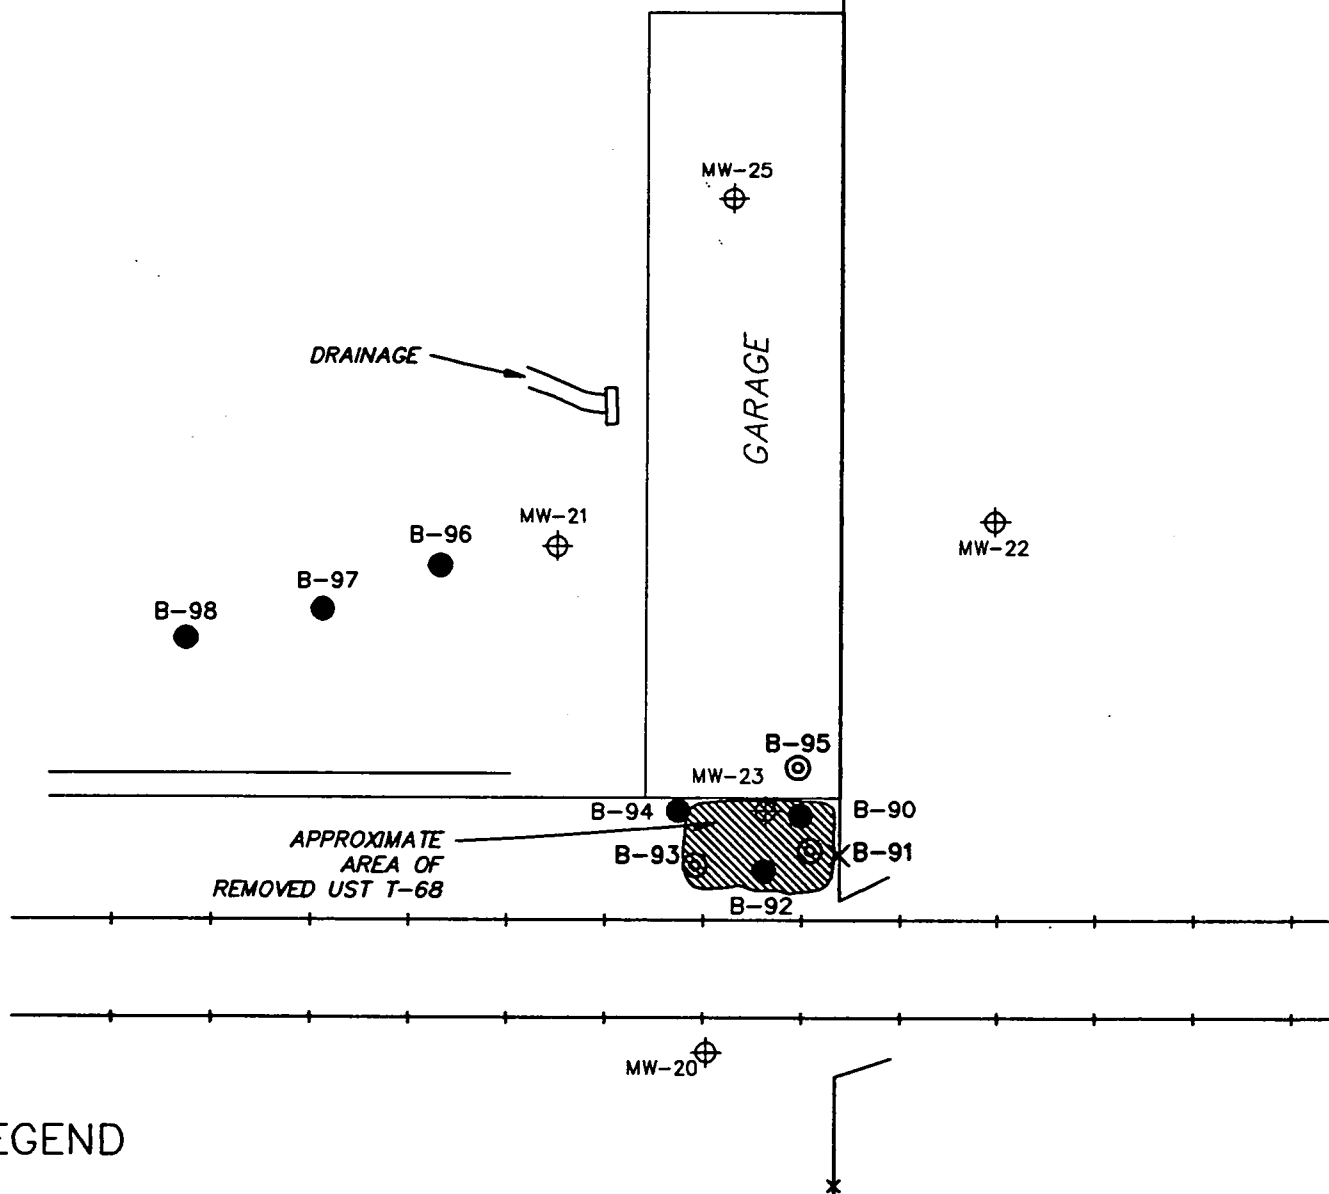 MW-25
DRAINAGE
GARAGE
MW-21
B-96
MW-22
B-97
B-98
B-95
MW-23
B-94
B-90
APPROXIMATE
AREA OF
REMOVED UST T-68
B-93
B-91
B-92
MW-20
EGEND